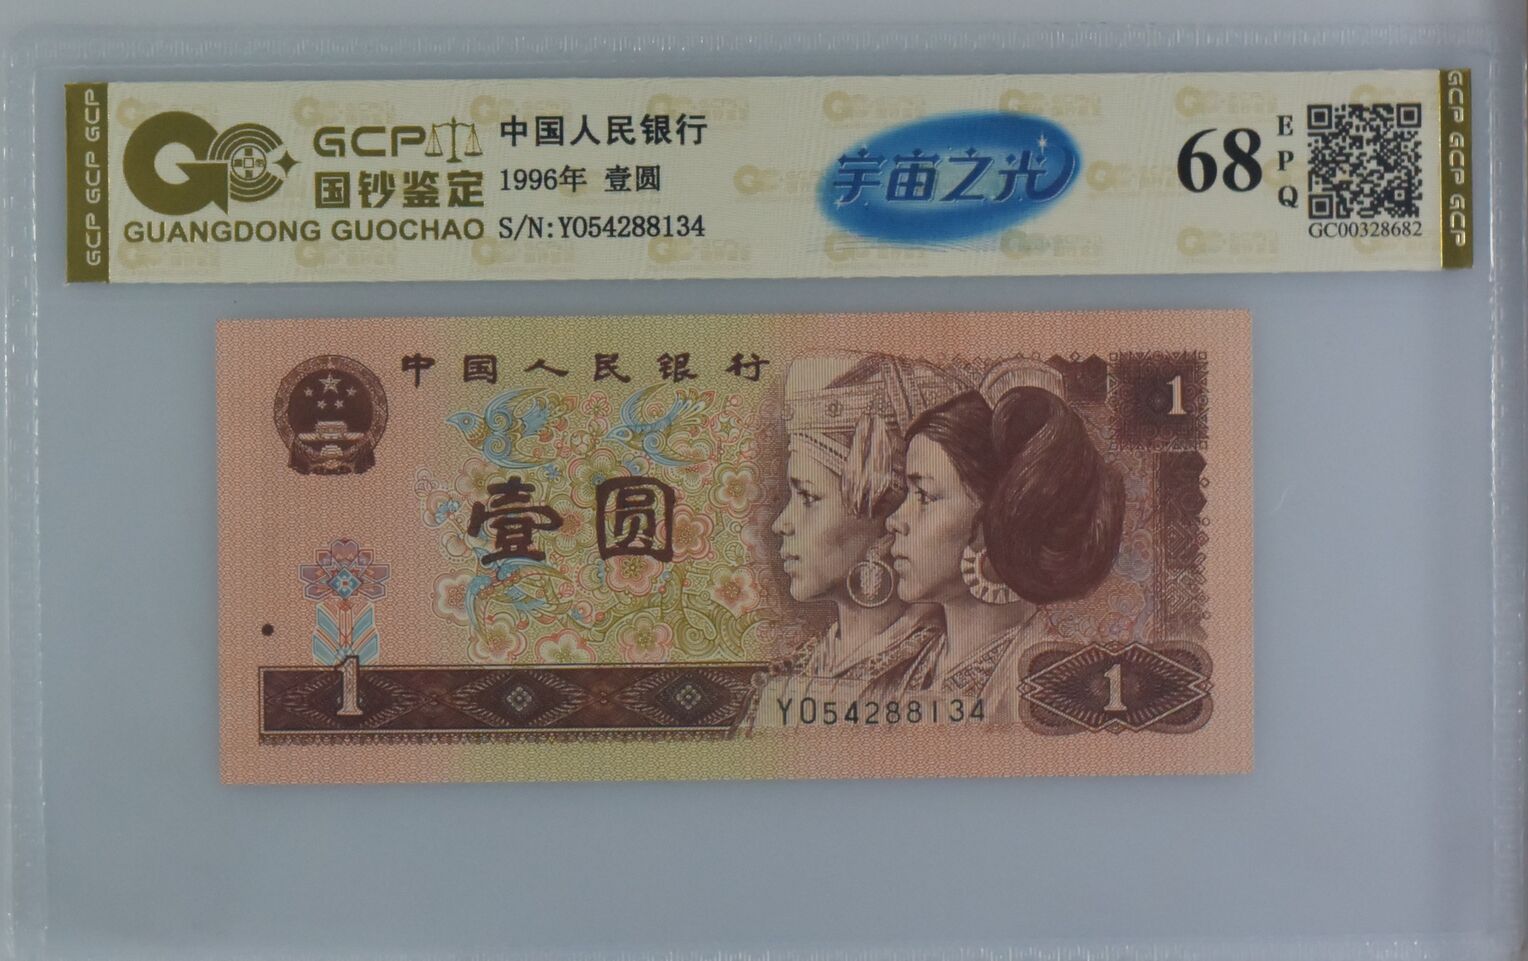 GCP GCP GCP
GCP
国钞鉴定
GUANGDONG GUOCHAO
中国人民银行
1996年 壹圆
S/N:Y054288134
宇宙之光
68
EPQ
GC00328682
GCP GCP GCP
中国人民银行
1
壹圆
1
Y054288134
1